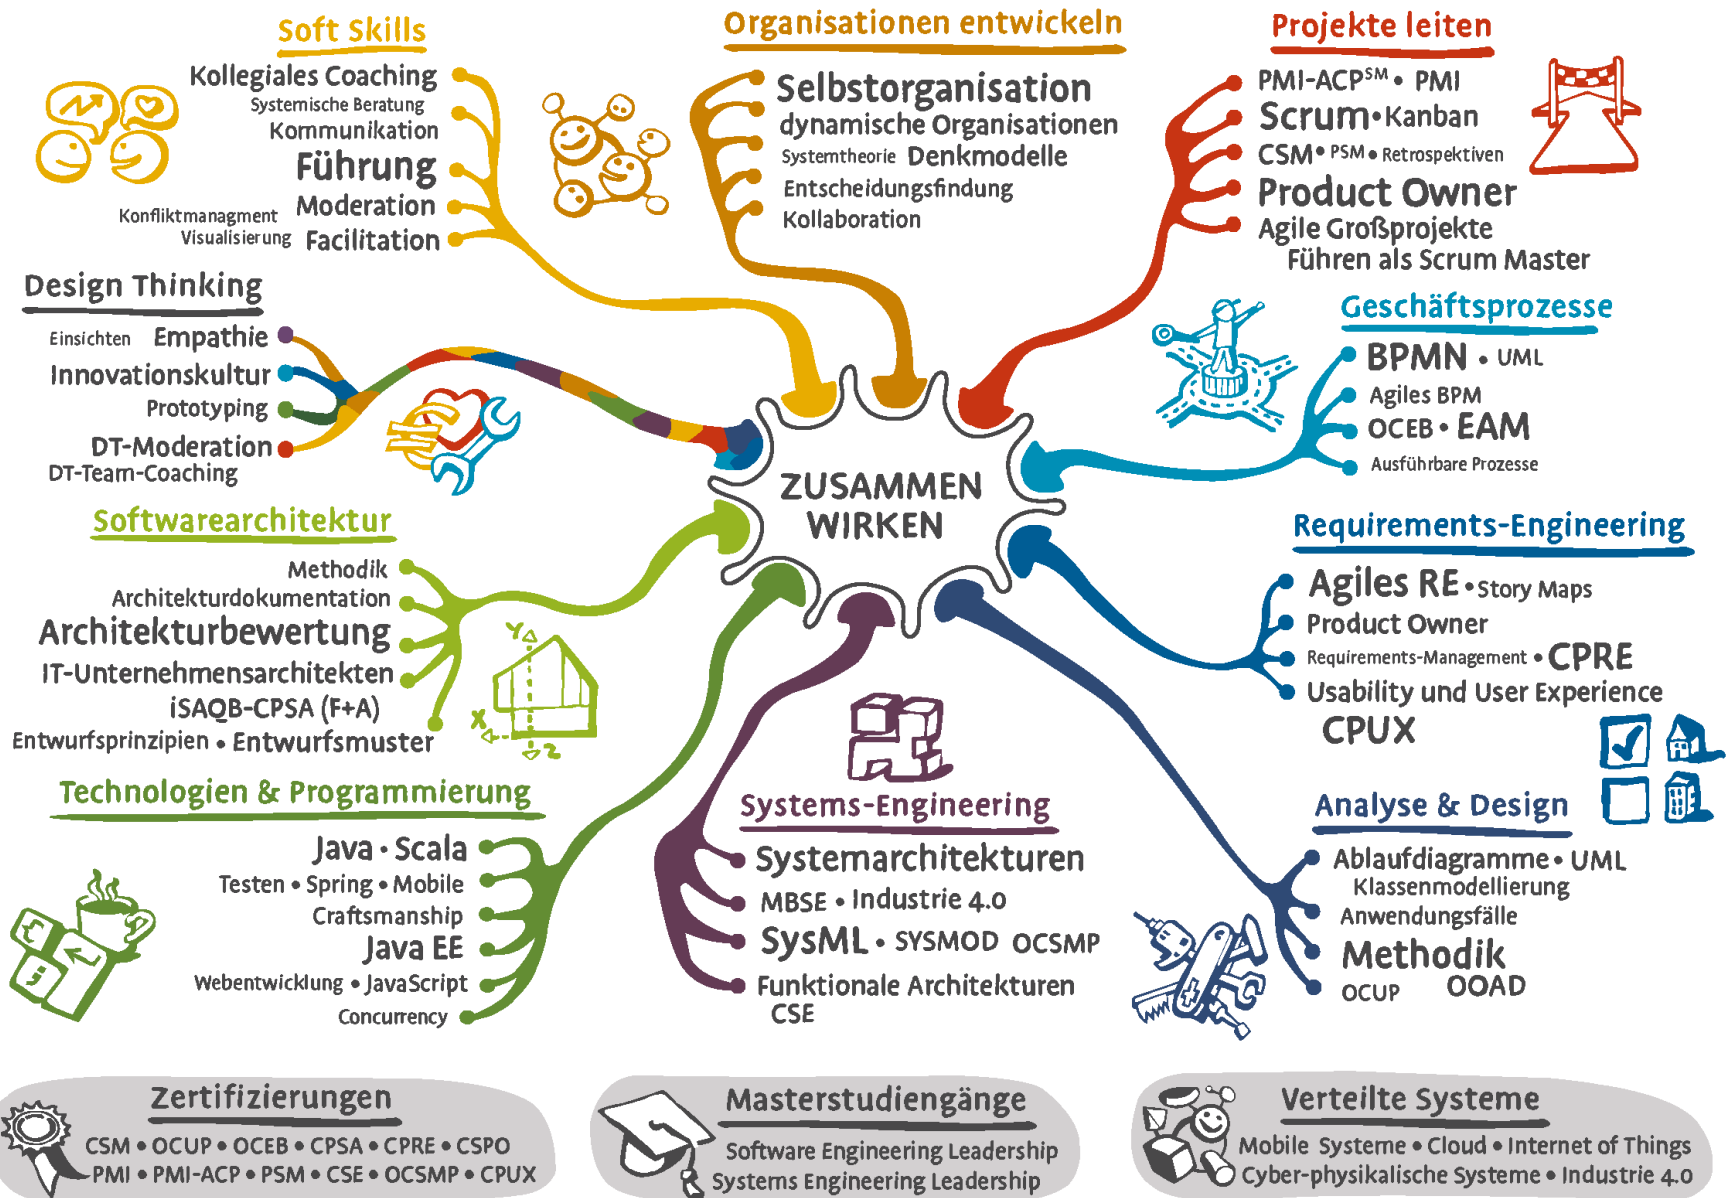 Soft Skills
Kollegiales Coaching
Systemische Beratung
Kommunikation
Führung
Konfliktmanagment Moderation
Visualisierung Facilitation
Organisationen entwickeln
Selbstorganisation
dynamische Organisationen
Systemtheorie Denkmodelle
Entscheidungsfindung
Kollaboration
Projekte leiten
PMI-ACP℠ • PMI
Scrum • Kanban
CSM • PSM • Retrospektiven
Product Owner
Agile Großprojekte
Führen als Scrum Master
Design Thinking
Einsichten Empathie
Innovationskultur
Prototyping
DT-Moderation
DT-Team-Coaching
Geschäftsprozesse
BPMN • UML
Agiles BPM
OCEB • EAM
Ausführbare Prozesse
ZUSAMMEN
WIRKEN
Softwarearchitektur
Methodik
Architekturdokumentation
Architekturbewertung
IT-Unternehmensarchitekten
iSAQB-CPSA (F+A)
Entwurfsprinzipien • Entwurfsmuster
Y
X
Z
Requirements-Engineering
Agiles RE • Story Maps
Product Owner
Requirements-Management • CPRE
Usability und User Experience
CPUX
Technologien & Programmierung
Java • Scala
Testen • Spring • Mobile
Craftsmanship
Java EE
Webentwicklung • JavaScript
Concurrency
Systems-Engineering
Systemarchitekturen
MBSE • Industrie 4.0
SysML • SYSMOD OCSMP
Funktionale Architekturen
CSE
Analyse & Design
Ablaufdiagramme • UML
Klassenmodellierung
Anwendungsfälle
Methodik
OCUP OOAD
Zertifizierungen
CSM • OCUP • OCEB • CPSA • CPRE • CSPO
PMI • PMI-ACP • PSM • CSE • OCSMP • CPUX
Masterstudiengänge
Software Engineering Leadership
Systems Engineering Leadership
Verteilte Systeme
Mobile Systeme • Cloud • Internet of Things
Cyber-physikalische Systeme • Industrie 4.0